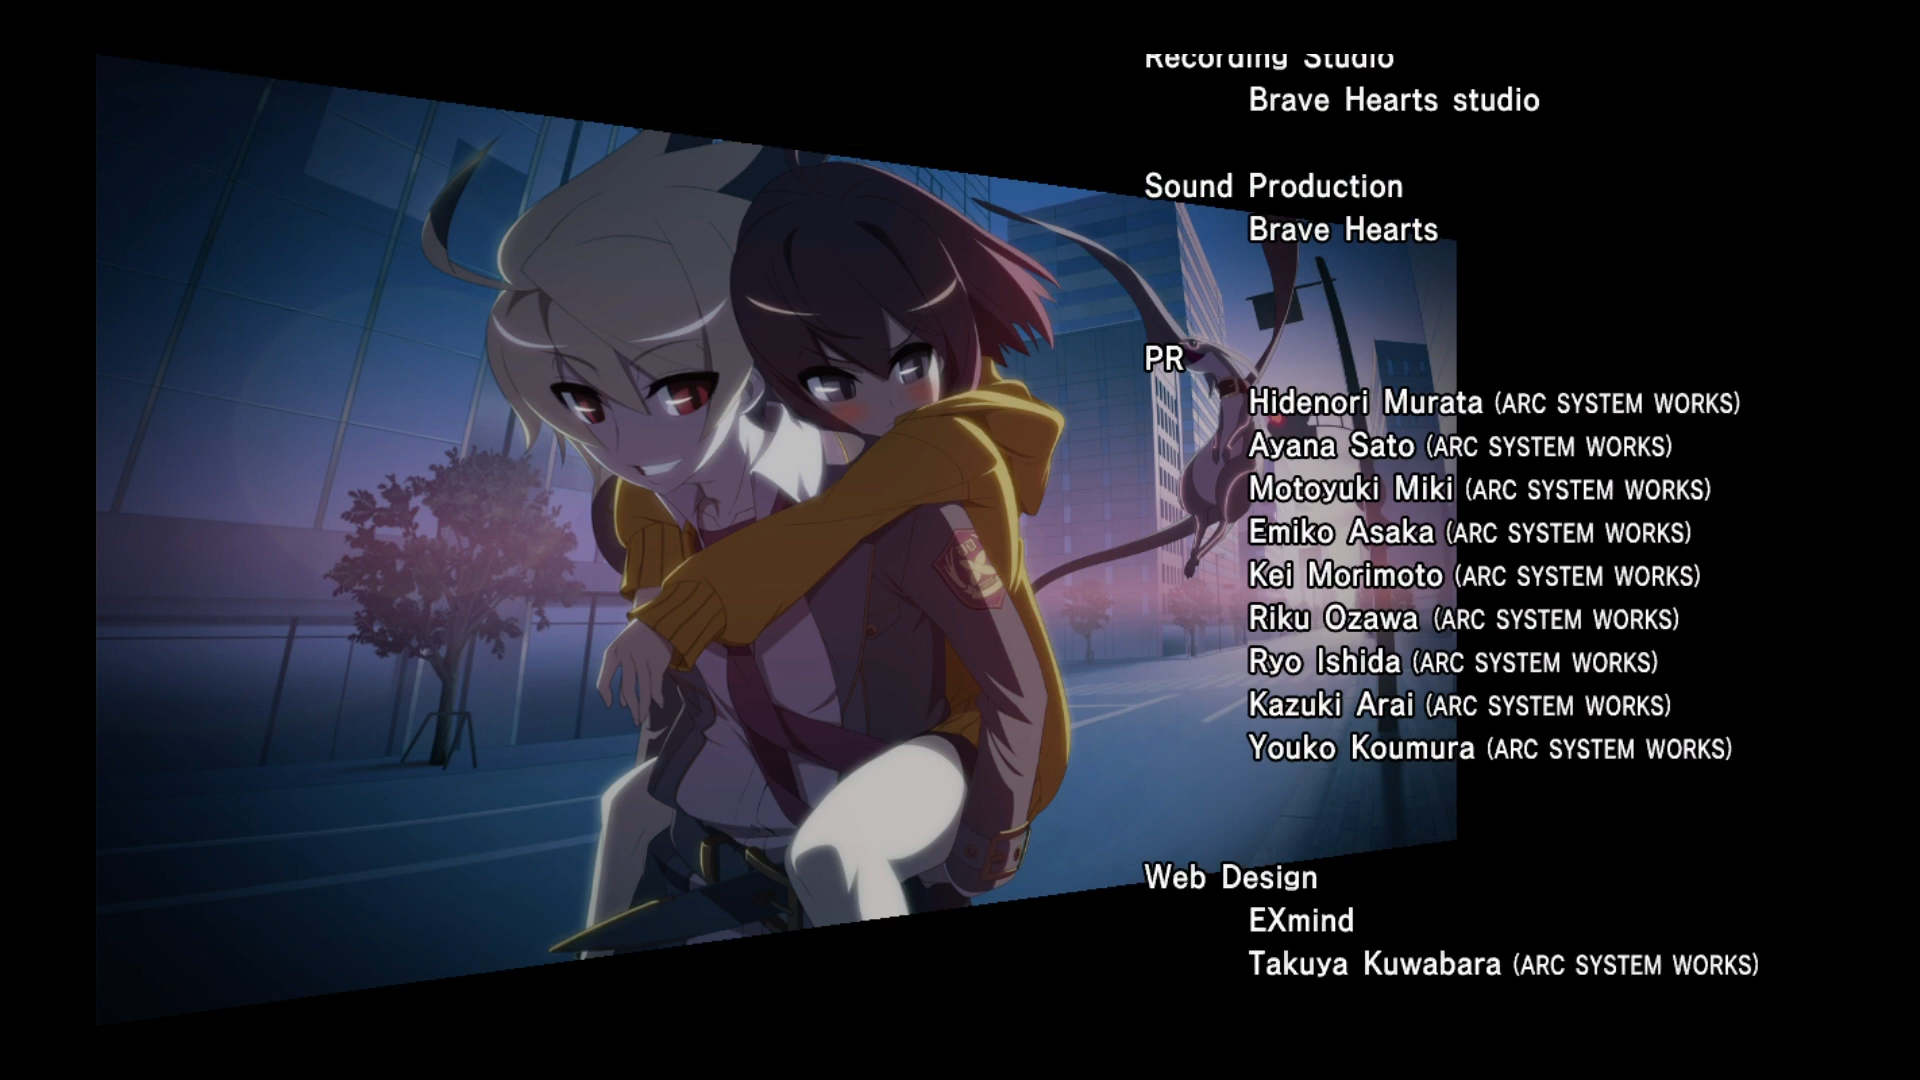 Recording Studio
Brave Hearts studio
Sound Production
Brave Hearts
PR
Hidenori Murata (ARC SYSTEM WORKS)
Ayana Sato (ARC SYSTEM WORKS)
Motoyuki Miki (ARC SYSTEM WORKS)
Emiko Asaka (ARC SYSTEM WORKS)
Kei Morimoto (ARC SYSTEM WORKS)
Riku Ozawa (ARC SYSTEM WORKS)
Ryo Ishida (ARC SYSTEM WORKS)
Kazuki Arai (ARC SYSTEM WORKS)
Youko Koumura (ARC SYSTEM WORKS)
Web Design
EXmind
Takuya Kuwabara (ARC SYSTEM WORKS)